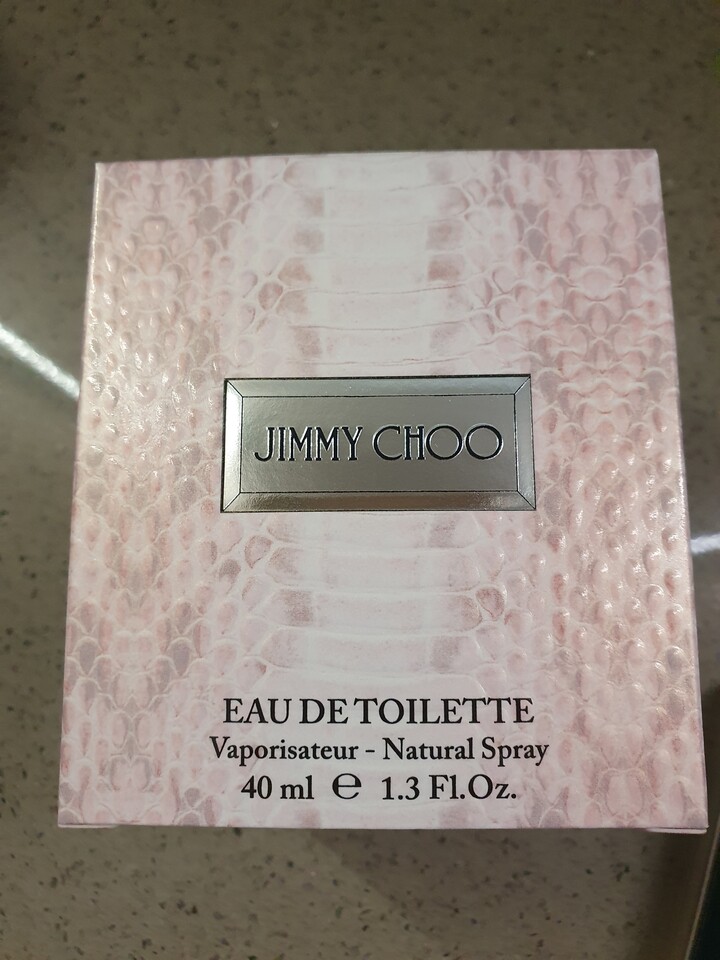 JIMMY CHOO
EAU DE TOILETTE
Vaporisateur - Natural Spray
40 ml ℮ 1.3 Fl.Oz.